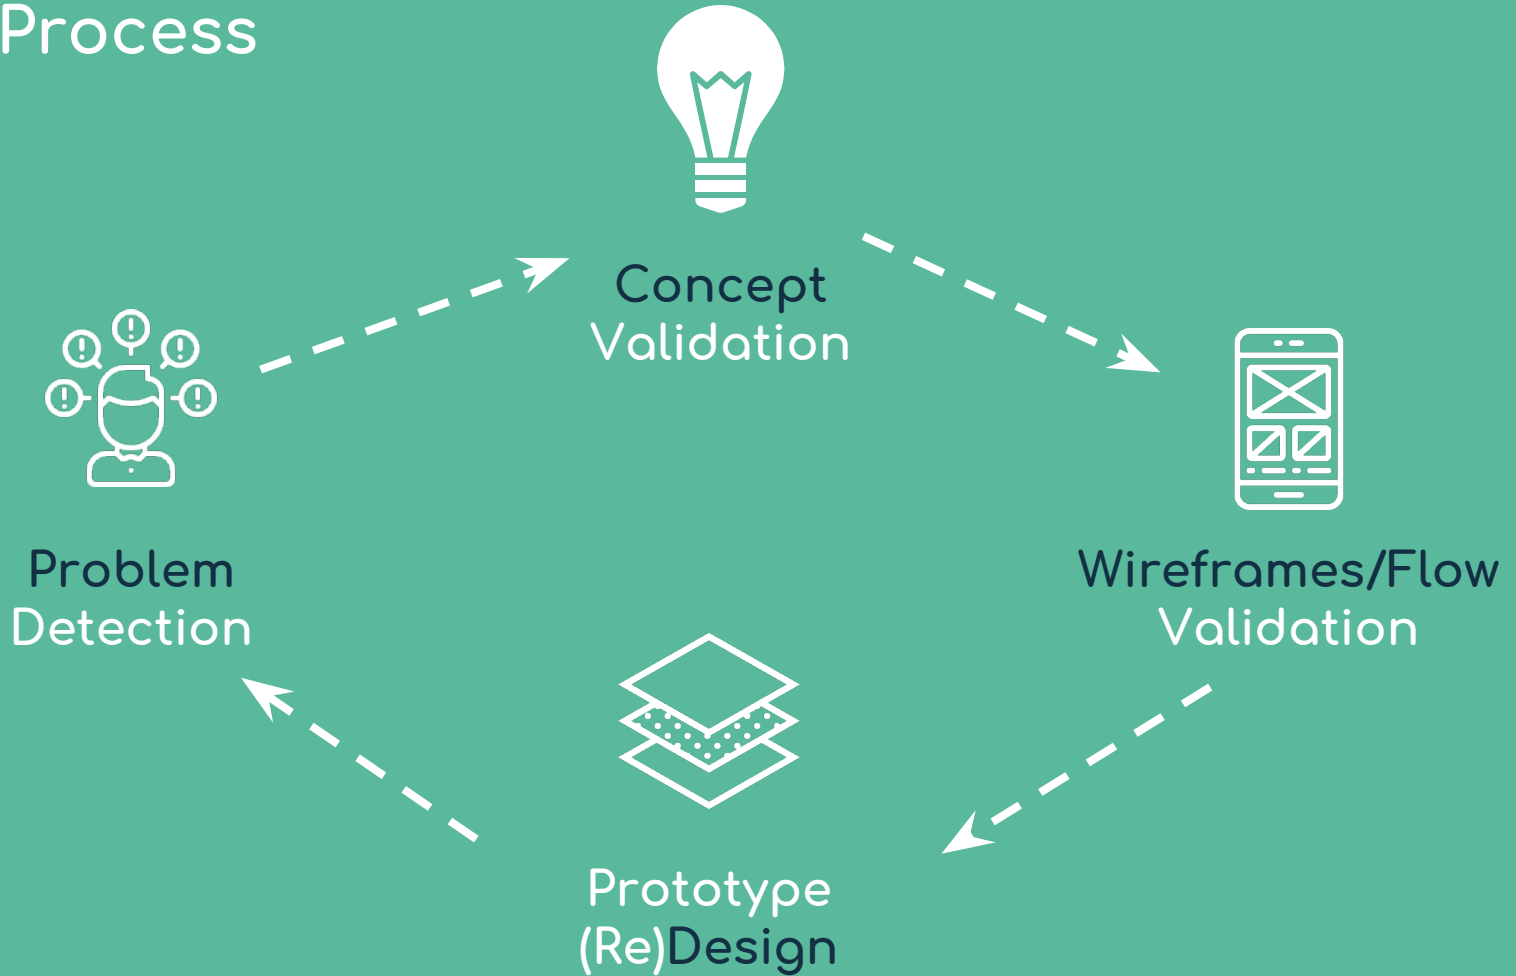 Process
Concept
Validation
Problem
Detection
Wireframes/Flow
Validation
Prototype
(Re)Design